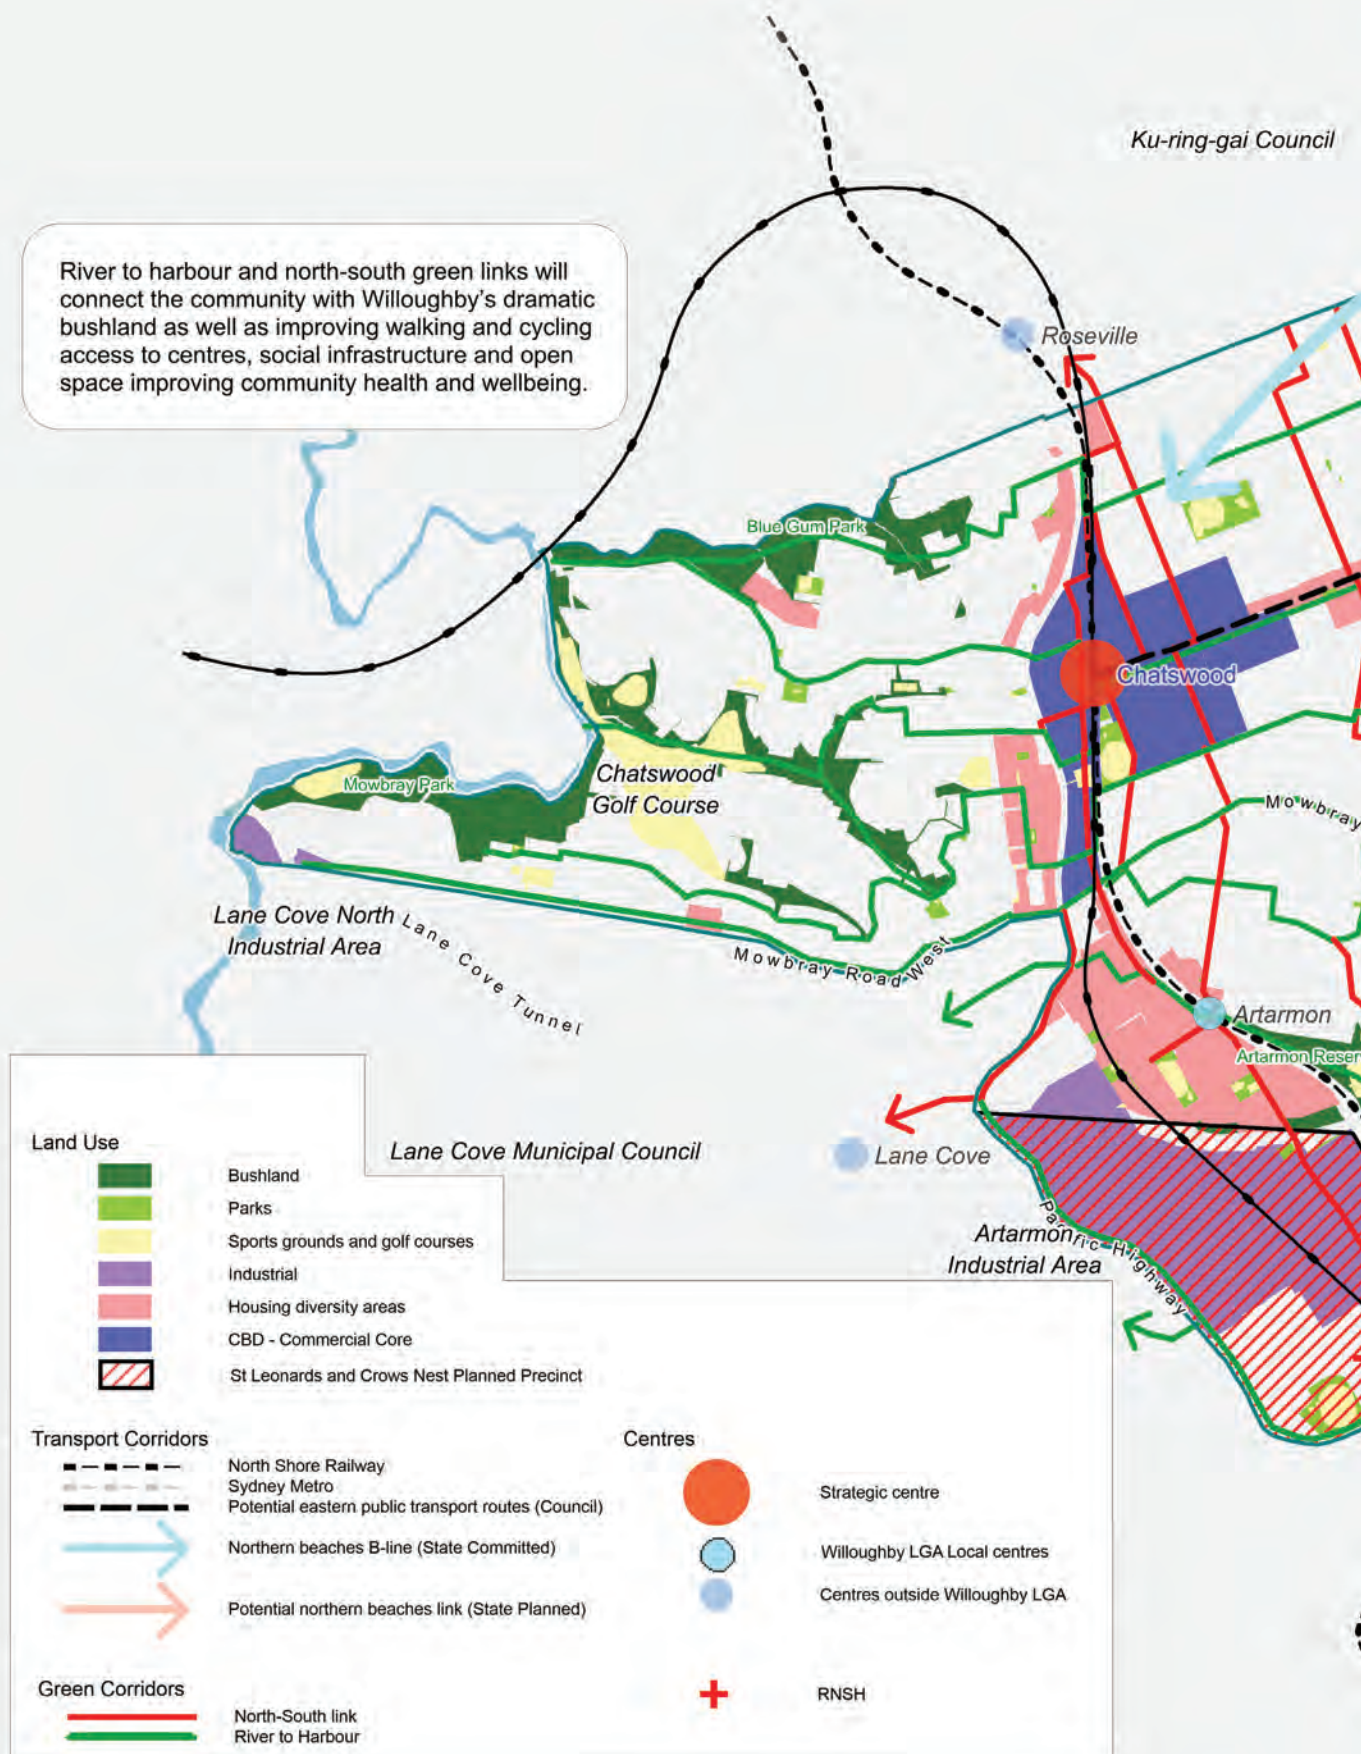 Ku-ring-gai Council
River to harbour and north-south green links will
connect the community with Willoughby's dramatic
bushland as well as improving walking and cycling
access to centres, social infrastructure and open
space improving community health and wellbeing.
Roseville
Blue Gum Park
Chatswood
Chatswood
Golf Course
Mowbray Park
Mowbray
Lane Cove North
Industrial Area
Lane Cove Tunnel
Mowbray Road West
Artarmon
Artarmon Reser
Lane Cove Municipal Council
Lane Cove
Artarmon
Industrial Area
Pacific Highway
Land Use
Bushland
Parks
Sports grounds and golf courses
Industrial
Housing diversity areas
CBD - Commercial Core
St Leonards and Crows Nest Planned Precinct
Transport Corridors
North Shore Railway
Sydney Metro
Potential eastern public transport routes (Council)
Northern beaches B-line (State Committed)
Potential northern beaches link (State Planned)
Green Corridors
North-South link
River to Harbour
Centres
Strategic centre
Willoughby LGA Local centres
Centres outside Willoughby LGA
RNSH